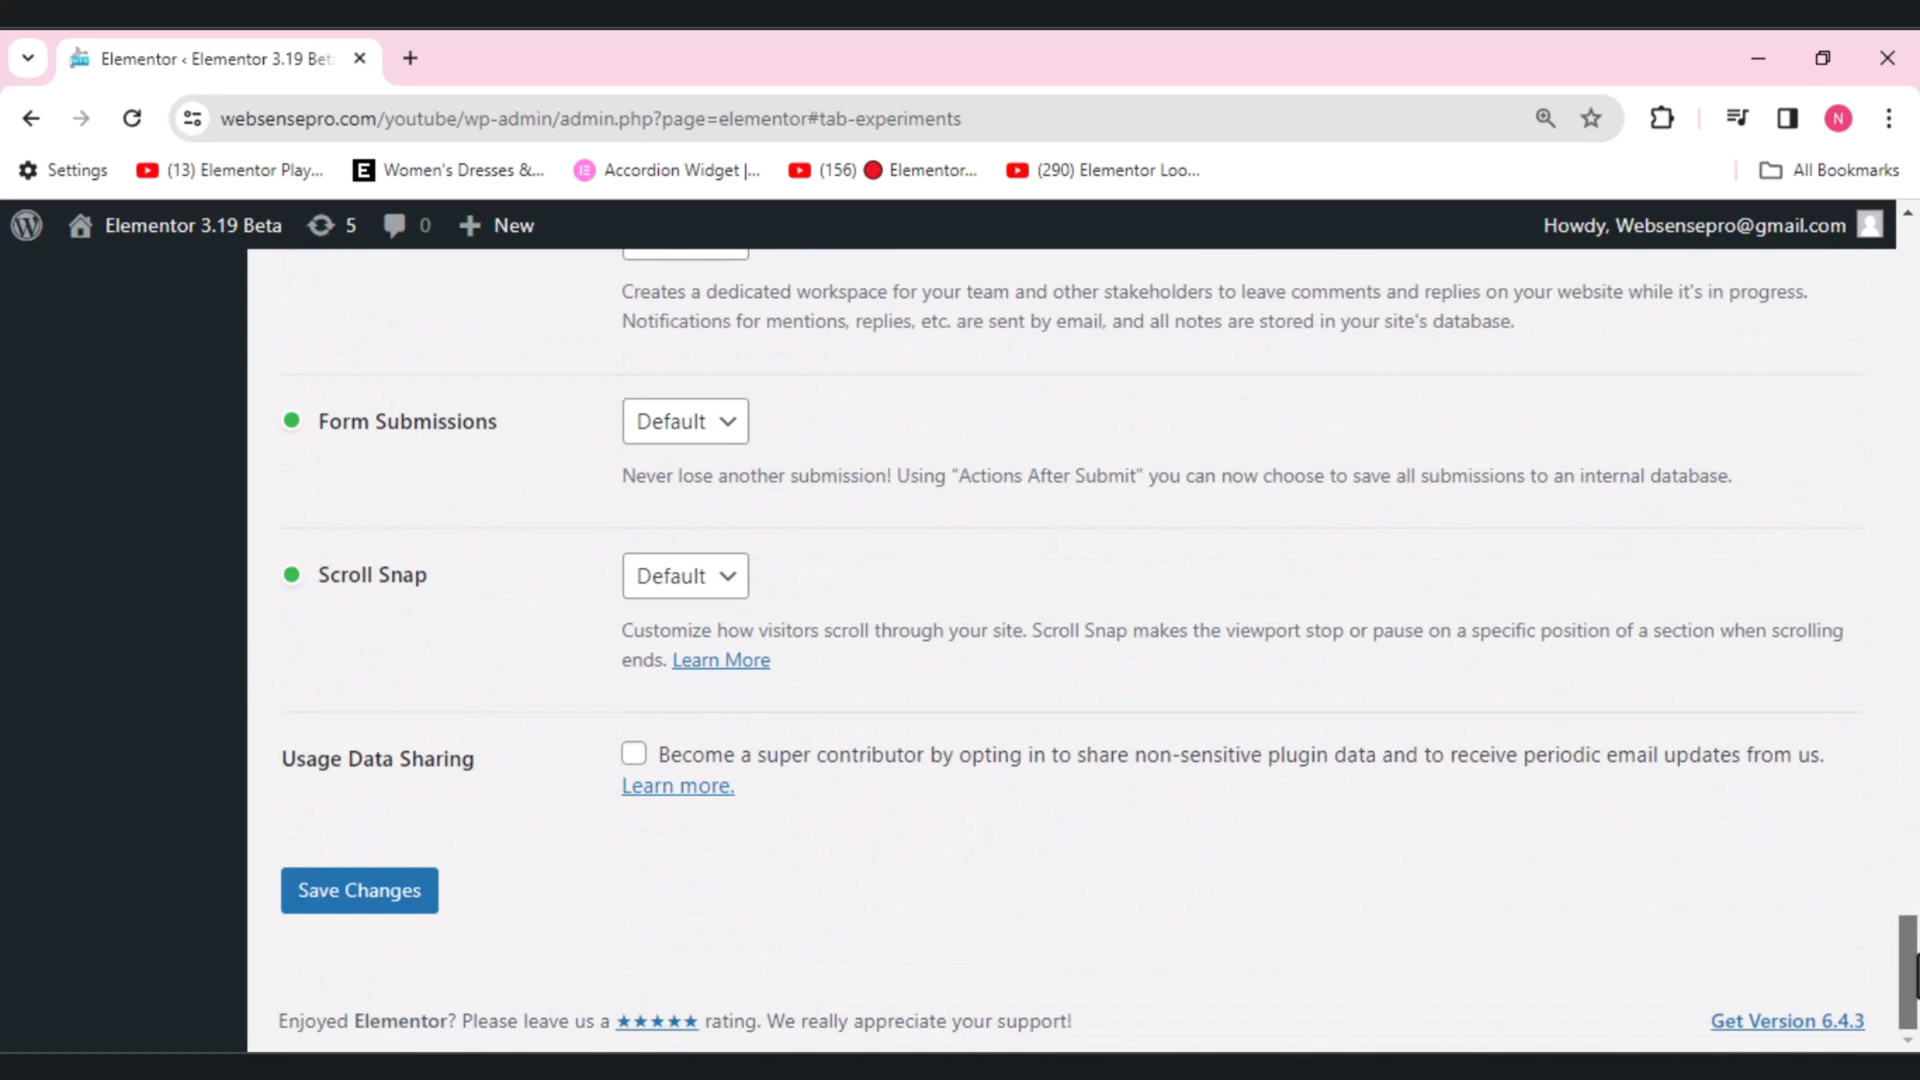 Elementor ‹ Elementor 3.19 Bet
websensepro.com/youtube/wp-admin/admin.php?page=elementor#tab-experiments
N
Settings
(13) Elementor Play...
E
Women's Dresses &...
Accordion Widget |...
(156) Elementor...
(290) Elementor Loo...
All Bookmarks
Elementor 3.19 Beta
5
0
New
Howdy, Websensepro@gmail.com
Creates a dedicated workspace for your team and other stakeholders to leave comments and replies on your website while it's in progress.
Notifications for mentions, replies, etc. are sent by email, and all notes are stored in your site's database.
Form Submissions
Default
Never lose another submission! Using “Actions After Submit” you can now choose to save all submissions to an internal database.
Scroll Snap
Default
Customize how visitors scroll through your site. Scroll Snap makes the viewport stop or pause on a specific position of a section when scrolling
ends. Learn More
Usage Data Sharing
Become a super contributor by opting in to share non-sensitive plugin data and to receive periodic email updates from us.
Learn more.
Save Changes
Enjoyed Elementor? Please leave us a ★★★★★ rating. We really appreciate your support!
Get Version 6.4.3